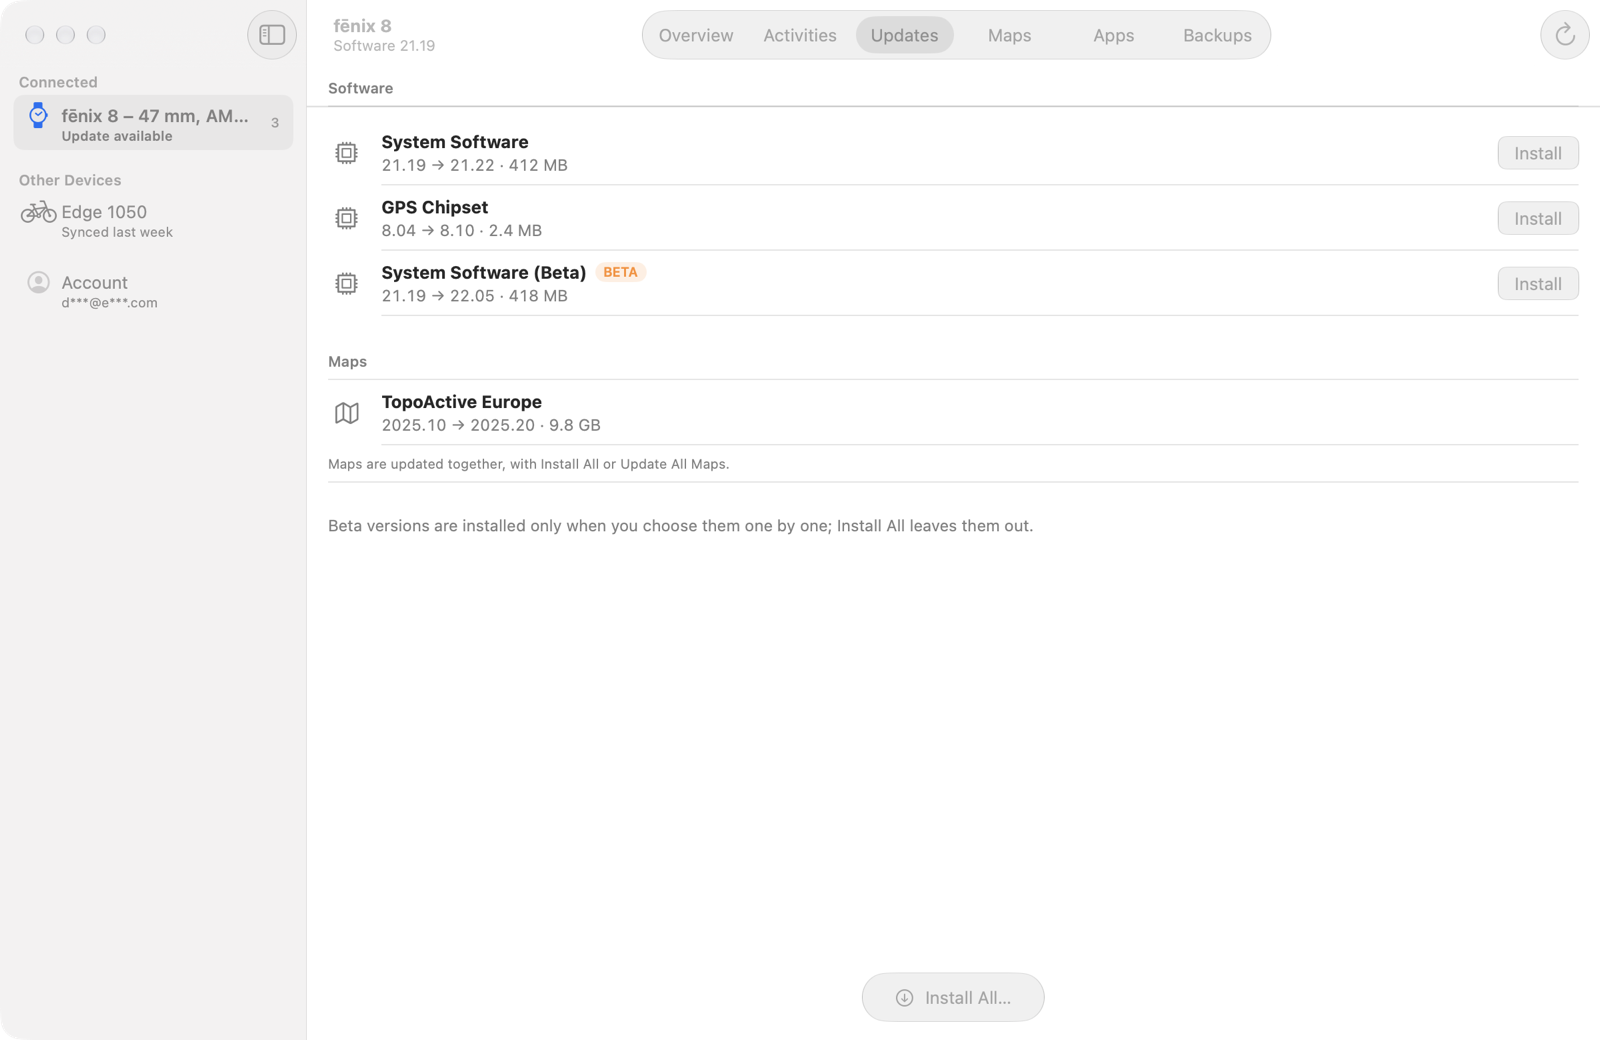 Connected
fēnix 8 – 47 mm, AM...
3
Update available
Other Devices
Edge 1050
Synced last week
Account
d***@e***.com
fēnix 8
Software 21.19
Overview
Activities
Updates
Maps
Apps
Backups
Software
System Software
21.19 → 21.22 · 412 MB
Install
GPS Chipset
8.04 → 8.10 · 2.4 MB
Install
System Software (Beta) BETA
21.19 → 22.05 · 418 MB
Install
Maps
TopoActive Europe
2025.10 → 2025.20 · 9.8 GB
Maps are updated together, with Install All or Update All Maps.
Beta versions are installed only when you choose them one by one; Install All leaves them out.
Install All...